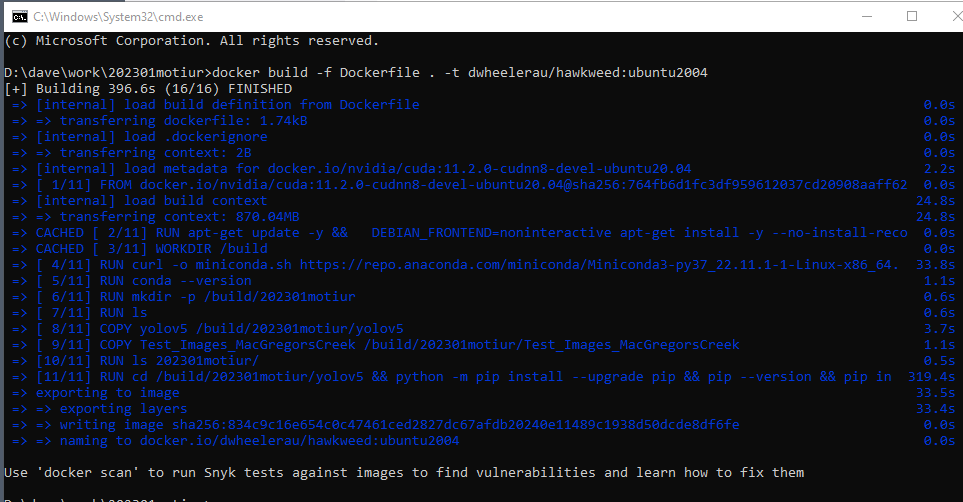 C:\Windows\System32\cmd.exe
(c) Microsoft Corporation. All rights reserved.
D:\dave\work\202301motiur>docker build -f Dockerfile . -t dwheelerau/hawkweed:ubuntu2004
[+] Building 396.6s (16/16) FINISHED
=> [internal] load build definition from Dockerfile 0.0s
=> => transferring dockerfile: 1.74kB 0.0s
=> [internal] load .dockerignore 0.0s
=> => transferring context: 2B 0.0s
=> [internal] load metadata for docker.io/nvidia/cuda:11.2.0-cudnn8-devel-ubuntu20.04 2.2s
=> [ 1/11] FROM docker.io/nvidia/cuda:11.2.0-cudnn8-devel-ubuntu20.04@sha256:764fb6d1fc3df959612037cd20908aaff62 0.0s
=> [internal] load build context 24.8s
=> => transferring context: 870.04MB 24.8s
=> CACHED [ 2/11] RUN apt-get update -y && DEBIAN_FRONTEND=noninteractive apt-get install -y --no-install-reco 0.0s
=> CACHED [ 3/11] WORKDIR /build 0.0s
=> [ 4/11] RUN curl -o miniconda.sh https://repo.anaconda.com/miniconda/Miniconda3-py37_22.11.1-1-Linux-x86_64. 33.8s
=> [ 5/11] RUN conda --version 1.1s
=> [ 6/11] RUN mkdir -p /build/202301motiur 0.6s
=> [ 7/11] RUN ls 0.6s
=> [ 8/11] COPY yolov5 /build/202301motiur/yolov5 3.7s
=> [ 9/11] COPY Test_Images_MacGregorsCreek /build/202301motiur/Test_Images_MacGregorsCreek 1.1s
=> [10/11] RUN ls 202301motiur/ 0.5s
=> [11/11] RUN cd /build/202301motiur/yolov5 && python -m pip install --upgrade pip && pip --version && pip in 319.4s
=> exporting to image 33.5s
=> => exporting layers 33.4s
=> => writing image sha256:834c9c16e654c0c47461ced2827dc67afdb20240e11489c1938d50dcde8df6fe 0.0s
=> => naming to docker.io/dwheelerau/hawkweed:ubuntu2004 0.0s
Use 'docker scan' to run Snyk tests against images to find vulnerabilities and learn how to fix them